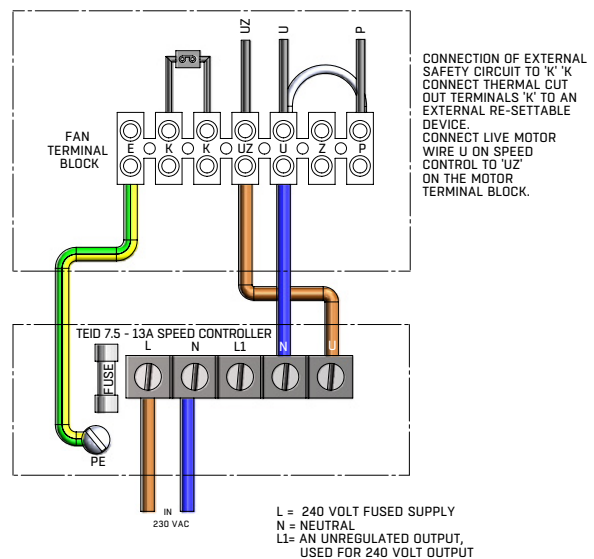 UZ
U
P
CONNECTION OF EXTERNAL
SAFETY CIRCUIT TO 'K' 'K
CONNECT THERMAL CUT
OUT TERMINALS 'K' TO AN
EXTERNAL RE-SETTABLE
DEVICE.
CONNECT LIVE MOTOR
WIRE U ON SPEED
CONTROL TO 'UZ'
ON THE MOTOR
TERMINAL BLOCK.
FAN
TERMINAL
BLOCK
E K K UZ U Z P
TEID 7.5 - 13A SPEED CONTROLLER
L N L1 N U
FUSE
PE
IN
230 VAC
L = 240 VOLT FUSED SUPPLY
N = NEUTRAL
L1= AN UNREGULATED OUTPUT,
USED FOR 240 VOLT OUTPUT